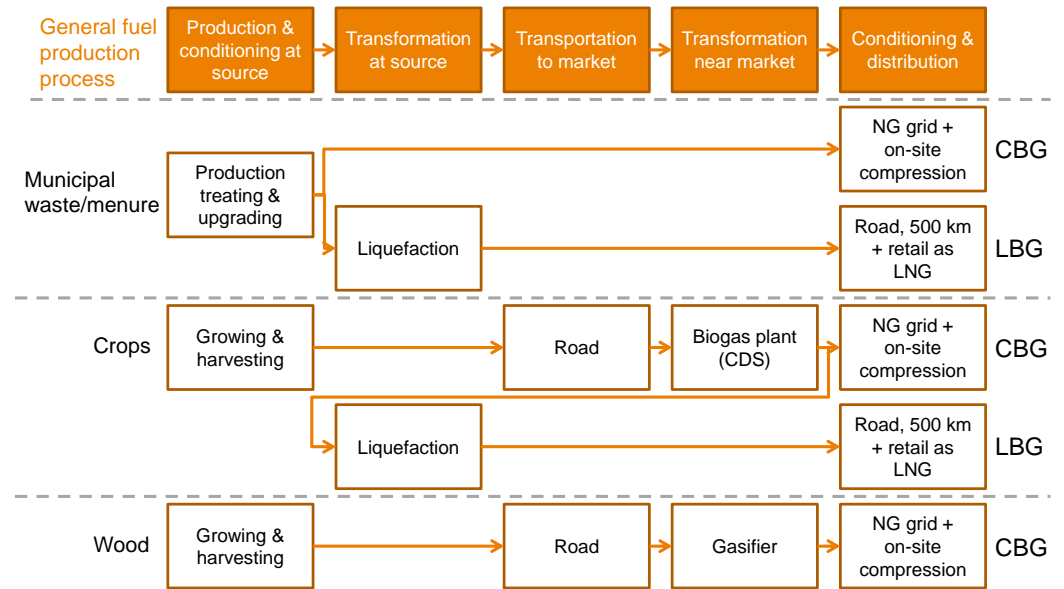 General fuel
production
process
Production &
conditioning at
source
Transformation
at source
Transportation
to market
Transformation
near market
Conditioning &
distribution
Municipal
waste/menure
Production
treating &
upgrading
NG grid +
on-site
compression
CBG
Liquefaction
Road, 500 km
+ retail as
LNG
LBG
Crops
Growing &
harvesting
Road
Biogas plant
(CDS)
NG grid +
on-site
compression
CBG
Liquefaction
Road, 500 km
+ retail as
LNG
LBG
Wood
Growing &
harvesting
Road
Gasifier
NG grid +
on-site
compression
CBG